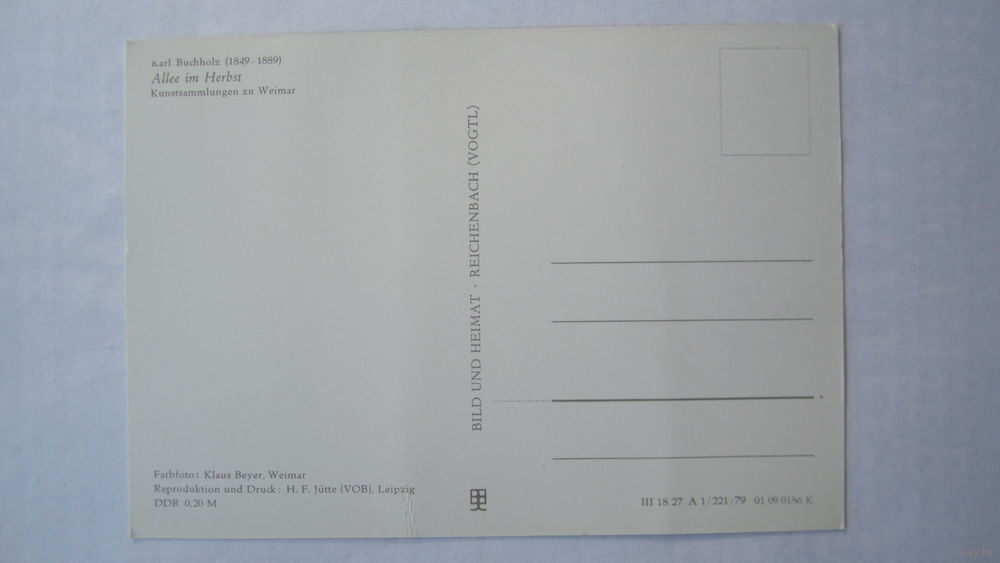 Karl Buchholz (1849-1889)
Allee im Herbst
Kunstsammlungen zu Weimar
BILD UND HEIMAT · REICHENBACH (VOGTL)
Farbfoto: Klaus Beyer, Weimar
Reproduktion und Druck: H. F. Jütte (VOB), Leipzig
DDR 0,20 M
III 18 27 A 1/221/79 01 09 0186 K